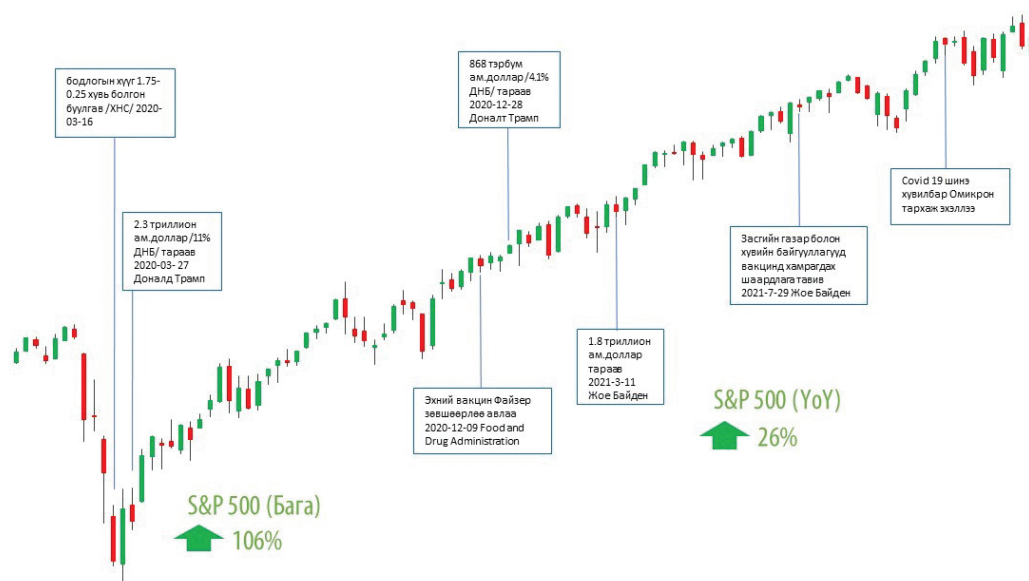 бодлогын хүүг 1.75-
0.25 хувь болгон
буулгав /ХНС/ 2020-
03-16
2.3 триллион
ам.доллар /11%
ДНБ/ тараав
2020-03- 27
Доналд Трамп
868 тэрбум
ам.доллар /4.1%
ДНБ/ тараав
2020-12-28
Доналт Трамп
Эхний вакцин Файзер
зөвшөөрлөө авлаа
2020-12-09 Food and
Drug Administration
1.8 триллион
ам.доллар
тараав
2021-3-11
Жое Байден
Засгийн газар болон
хувийн байгууллагууд
вакцинд хамрагдах
шаардлага тавив
2021-7-29 Жое Байден
Covid 19 шинэ
хувилбар Омикрон
тархаж эхэллээ
S&P 500 (Бага)
106%
S&P 500 (YoY)
26%